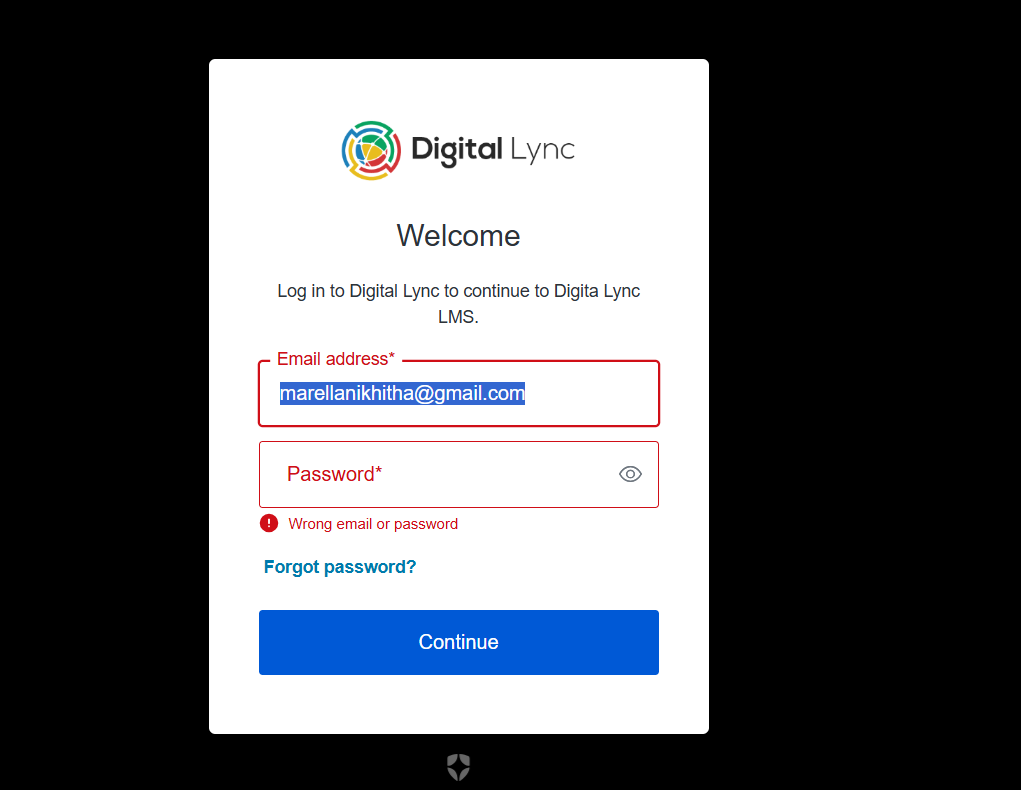 Digital Lync
Welcome
Log in to Digital Lync to continue to Digita Lync
LMS.
Email address*
marellanikhitha@gmail.com
Password*
Wrong email or password
Forgot password?
Continue